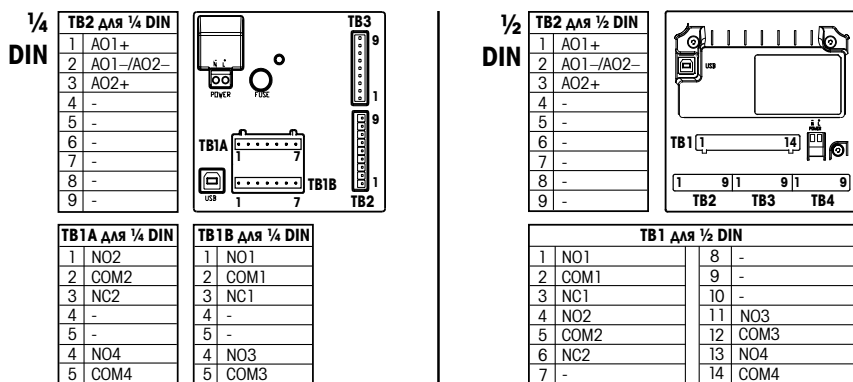 ¼ DIN
TB2 для ¼ DIN
1 AO1+
2 AO1–/AO2–
3 AO2+
4 -
5 -
6 -
7 -
8 -
9 -
POWER
FUSE
TB3
9
1
TB1A
1 7
9
1
TB2
USB
TB1B
1 7
TB1A для ¼ DIN
1 NO2
2 COM2
3 NC2
4 -
5 -
4 NO4
5 COM4
TB1B для ¼ DIN
1 NO1
2 COM1
3 NC1
4 -
5 -
4 NO3
5 COM3
½ DIN
TB2 для ½ DIN
1 AO1+
2 AO1–/AO2–
3 AO2+
4 -
5 -
6 -
7 -
8 -
9 -
USB
POWER
TB1 1 14
1 9 1 9 1 9
TB2 TB3 TB4
TB1 для ½ DIN
1 NO1 8 -
2 COM1 9 -
3 NC1 10 -
4 NO2 11 NO3
5 COM2 12 COM3
6 NC2 13 NO4
7 - 14 COM4